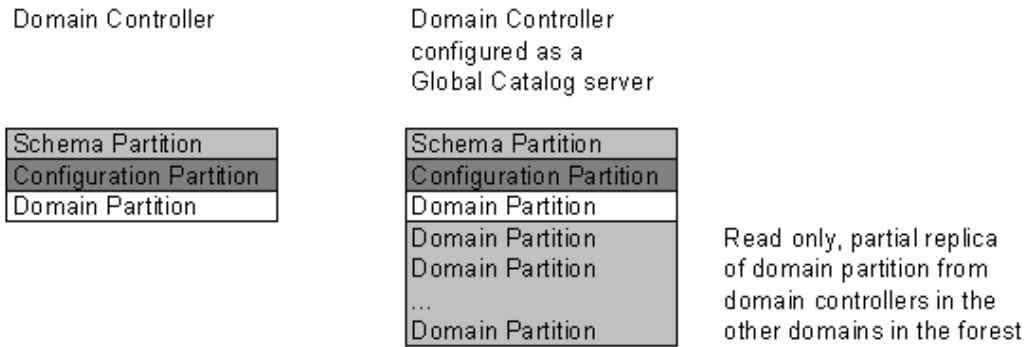 Domain Controller
Schema Partition
Configuration Partition
Domain Partition
Domain Controller
configured as a
Global Catalog server
Schema Partition
Configuration Partition
Domain Partition
Domain Partition
Domain Partition
...
Domain Partition
Read only, partial replica
of domain partition from
domain controllers in the
other domains in the forest